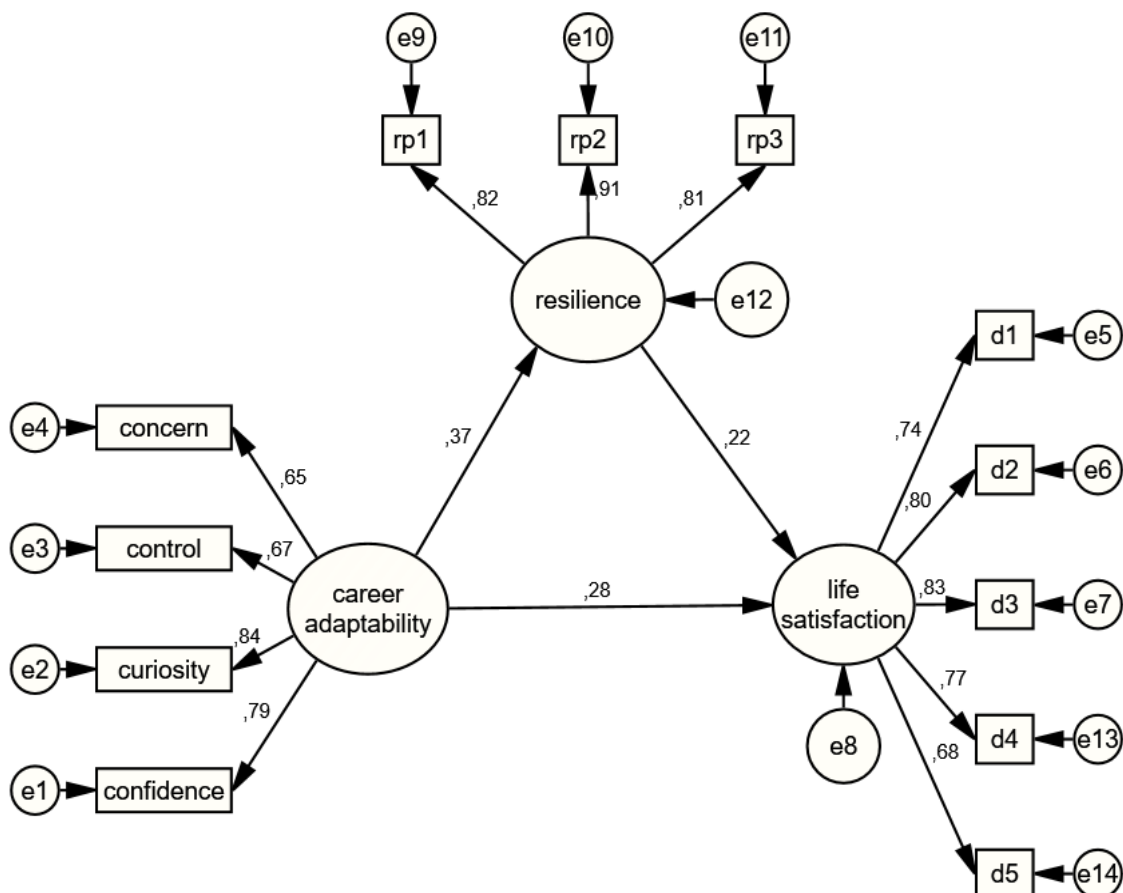 e9
e10
e11
rp1
rp2
rp3
,82
,91
,81
resilience
e12
d1
e5
,74
e4
concern
,37
,22
,65
d2
e6
,80
e3
control
,67
career
adaptability
,28
life
satisfaction
,83
d3
e7
e2
curiosity
,84
,79
,77
d4
e13
,68
e8
e1
confidence
d5
e14